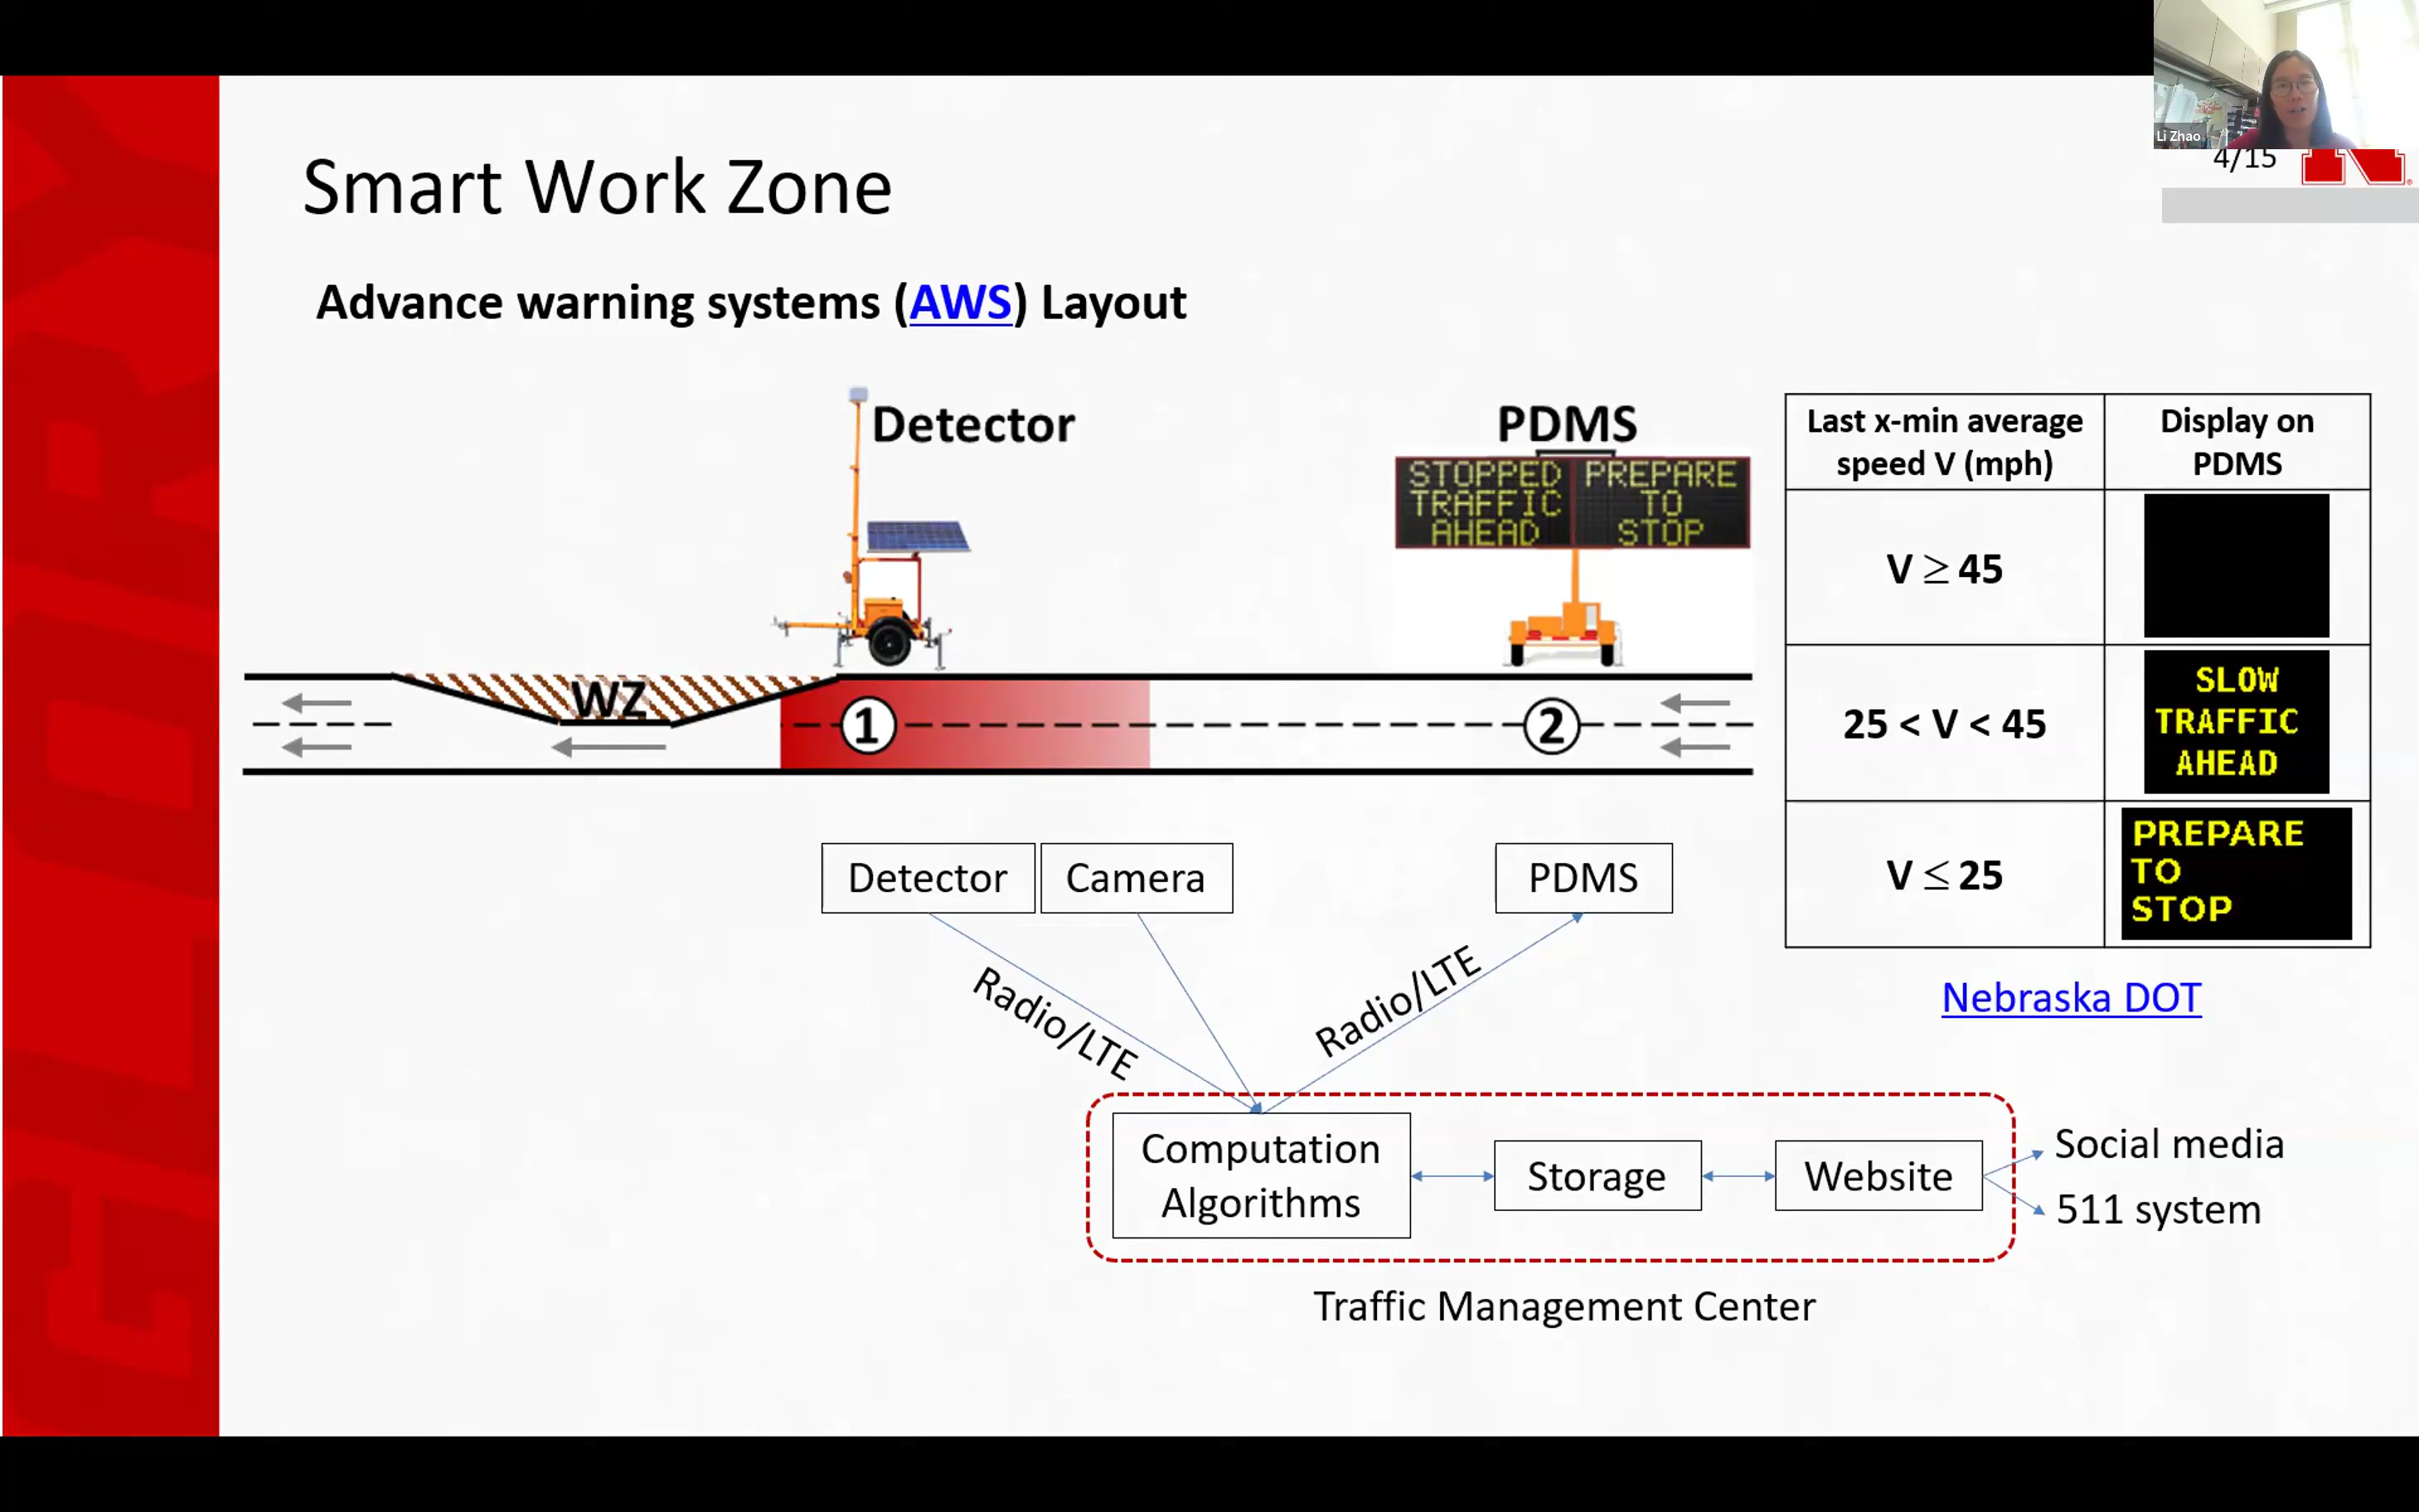 Li Zhao
4/15
GLORY
Smart Work Zone
Advance warning systems (AWS) Layout
Detector
PDMS
STOPPED
TRAFFIC
AHEAD
PREPARE
TO
STOP
WZ
1
2
Last x-min average
speed V (mph)
Display on
PDMS
V ≥ 45
25 < V < 45
SLOW
TRAFFIC
AHEAD
V ≤ 25
PREPARE
TO
STOP
Nebraska DOT
Detector
Camera
PDMS
Radio/LTE
Radio/LTE
Computation
Algorithms
Storage
Website
Social media
511 system
Traffic Management Center
N